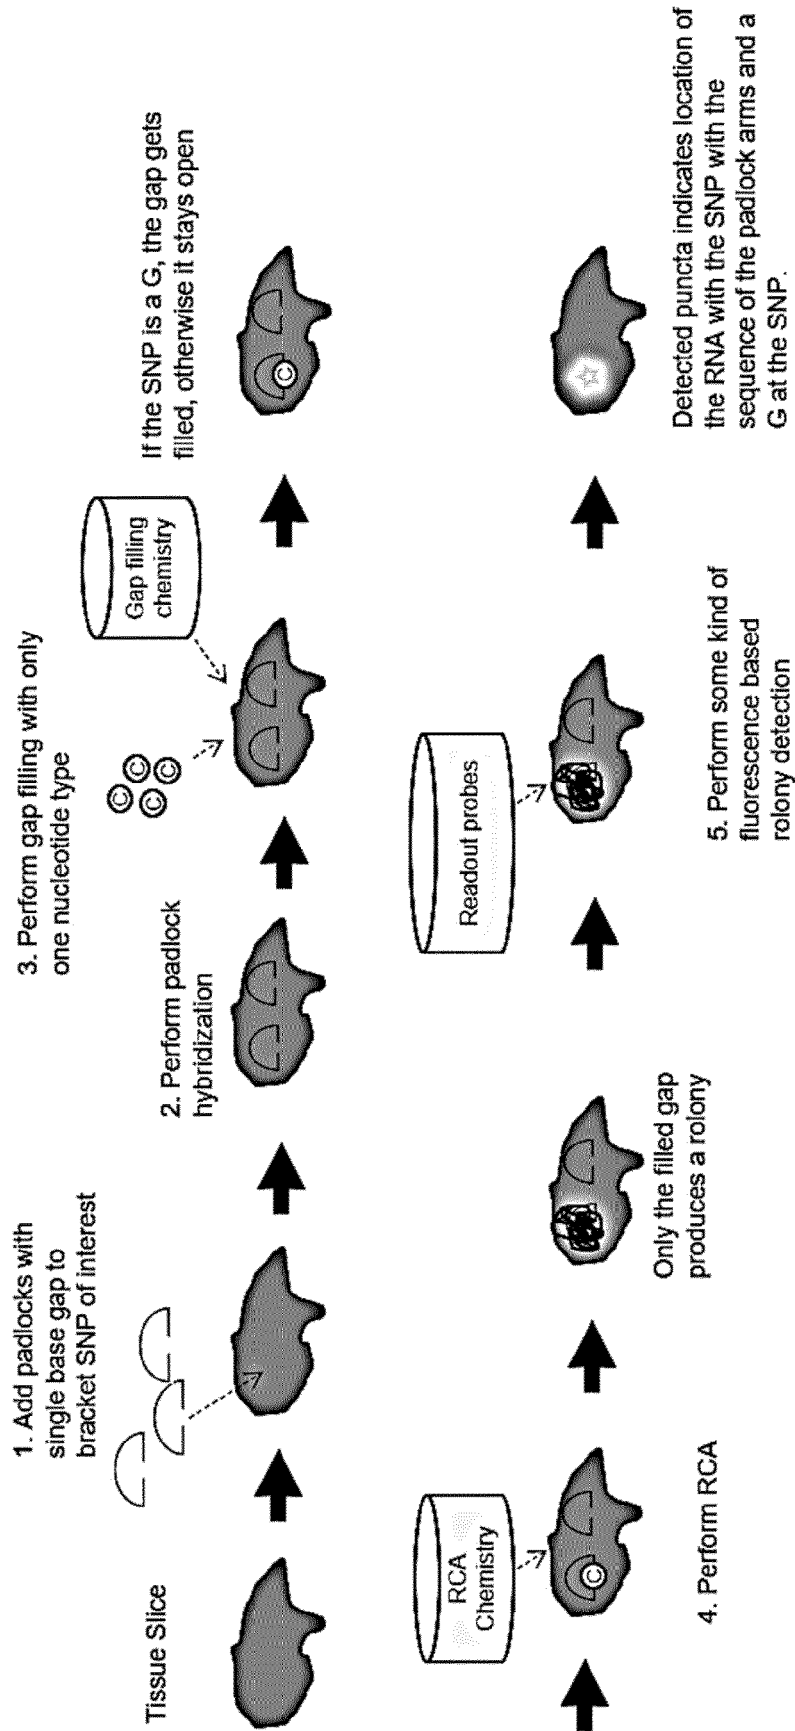 Tissue Slice
1. Add padlocks with
single base gap to
bracket SNP of interest
2. Perform padlock
hybridization
3. Perform gap filling with only
one nucleotide type
C
C
C
C
Gap filling
chemistry
If the SNP is a G, the gap gets
filled, otherwise it stays open
C
RCA
Chemistry
C
4. Perform RCA
Only the filled gap
produces a rolony
Readout probes
5. Perform some kind of
fluorescence based
rolony detection
Detected puncta indicates location of
the RNA with the SNP with the
sequence of the padlock arms and a
G at the SNP.